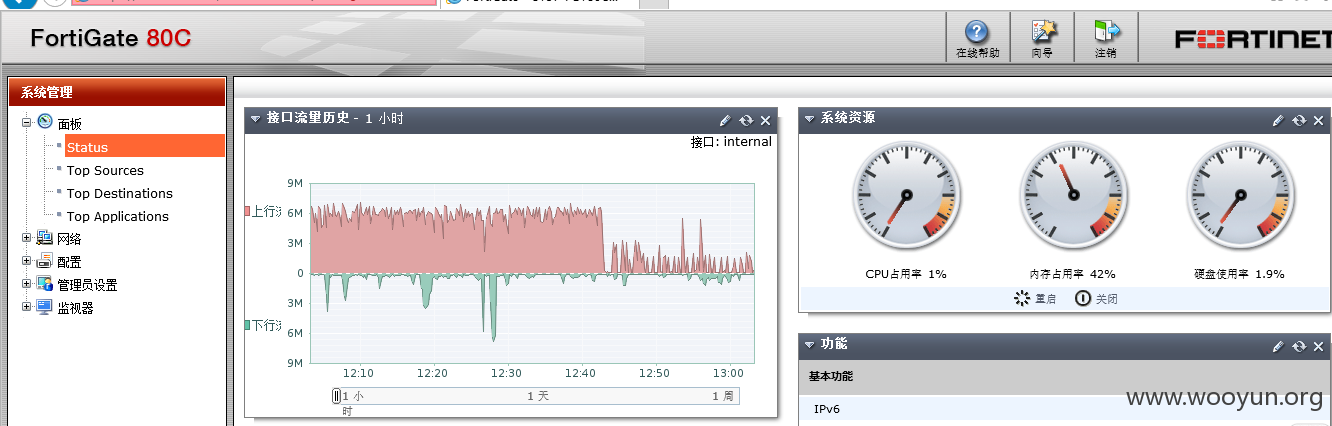 FortiGate 80C
在线帮助
向导
注销
FORTINET
系统管理
面板
Status
Top Sources
Top Destinations
Top Applications
网络
配置
管理员设置
监视器
接口流量历史 - 1 小时
接口: internal
9M
上行
6M
3M
0
3M
下行
6M
9M
12:10
12:20
12:30
12:40
12:50
13:00
1 小时
1 天
1 周
系统资源
CPU占用率 1%
内存占用率 42%
硬盘使用率 1.9%
重启
关闭
功能
基本功能
IPv6
www.wooyun.org